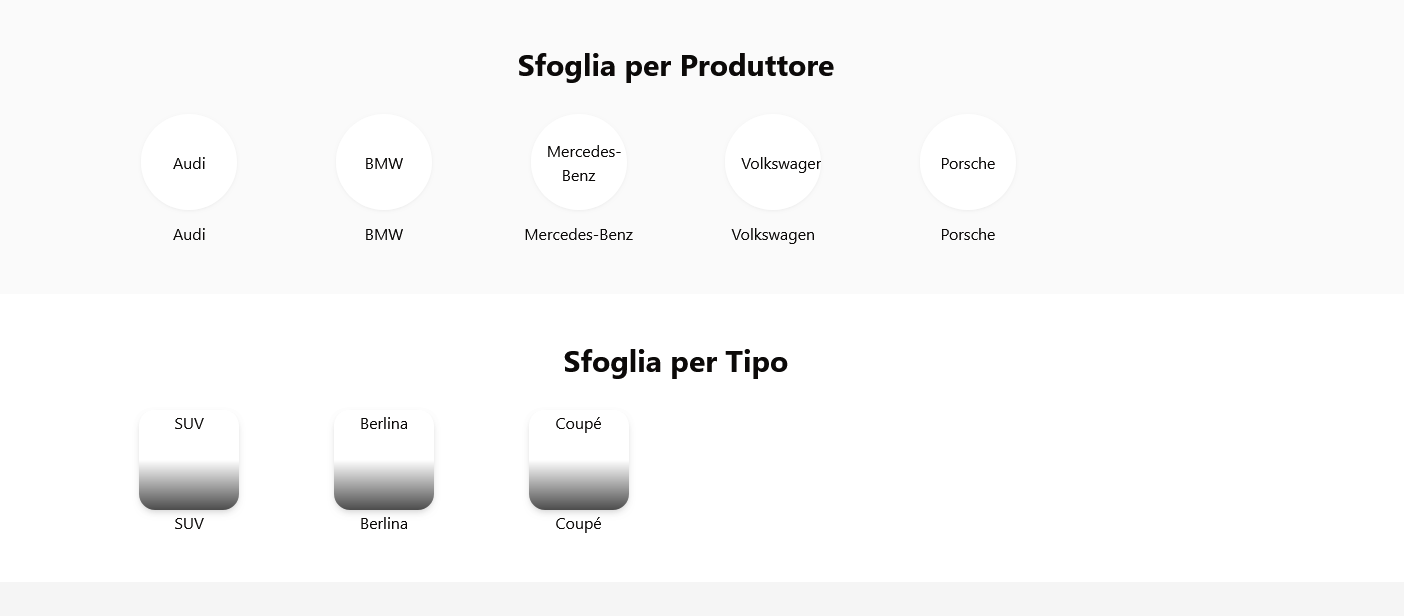 Sfoglia per Produttore
Audi
BMW
Mercedes-
Benz
Volkswagen
Porsche
Audi
BMW
Mercedes-Benz
Volkswagen
Porsche
Sfoglia per Tipo
SUV
Berlina
Coupé
SUV
Berlina
Coupé